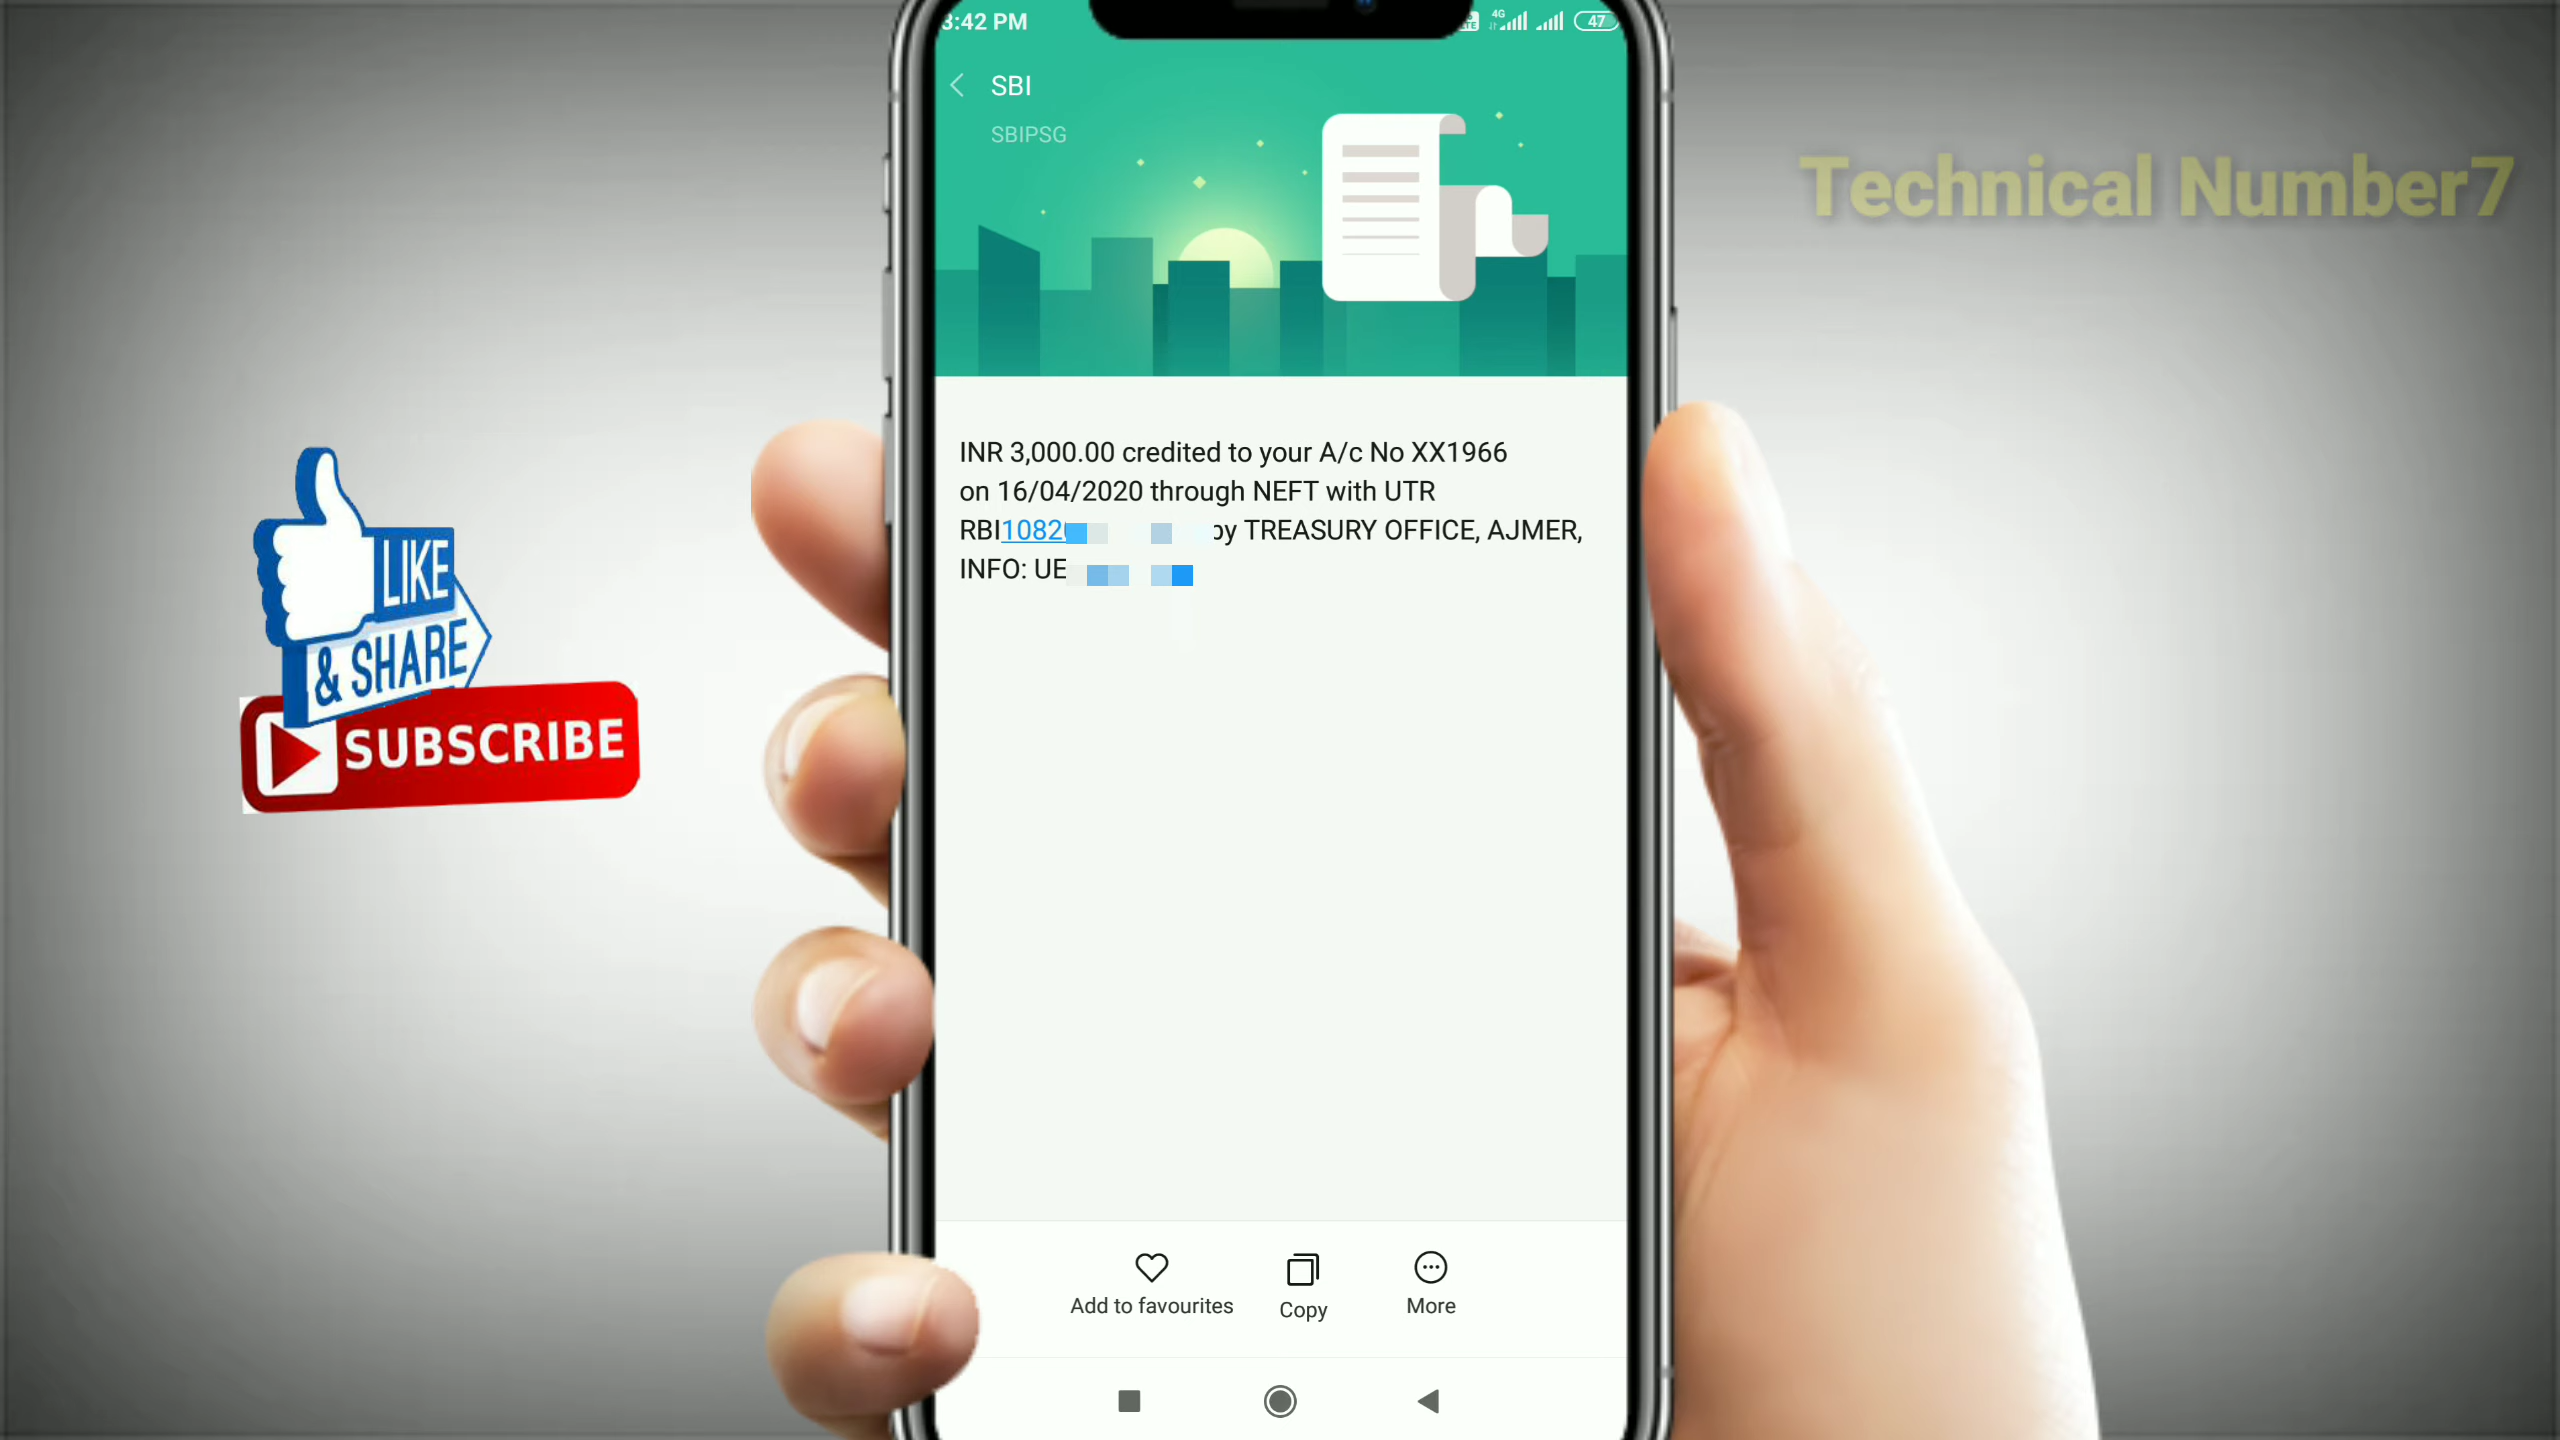 3:42 PM
4G
47
SBI
SBIPSG
Technical Number7
INR 3,000.00 credited to your A/c No XX1966
on 16/04/2020 through NEFT with UTR
RBI1082 by TREASURY OFFICE, AJMER,
INFO: UE
LIKE
& SHARE
SUBSCRIBE
Add to favourites
Copy
More